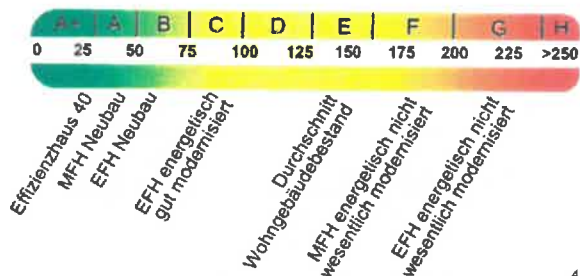 A+ A B C D E F G H
0 25 50 75 100 125 150 175 200 225 >250
Effizienzhaus 40
MFH Neubau
EFH Neubau
EFH energetisch
gut modernisiert
Durchschnitt
Wohngebäudebestand
MFH energetisch nicht
wesentlich modernisiert
EFH energetisch nicht
wesentlich modernisiert